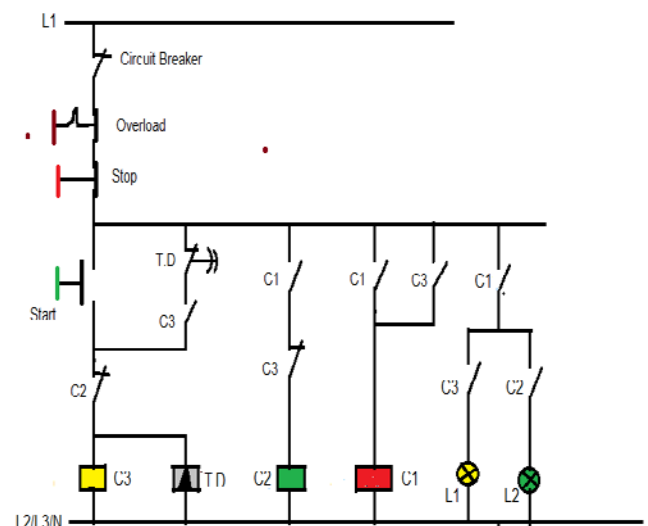 L1
Circuit Breaker
Overload
Stop
T.D
C1
C1
C3
C1
Start
C3
C2
C3
C3
C2
C3
T.D
C2
C1
L1
L2
L2/L3/N